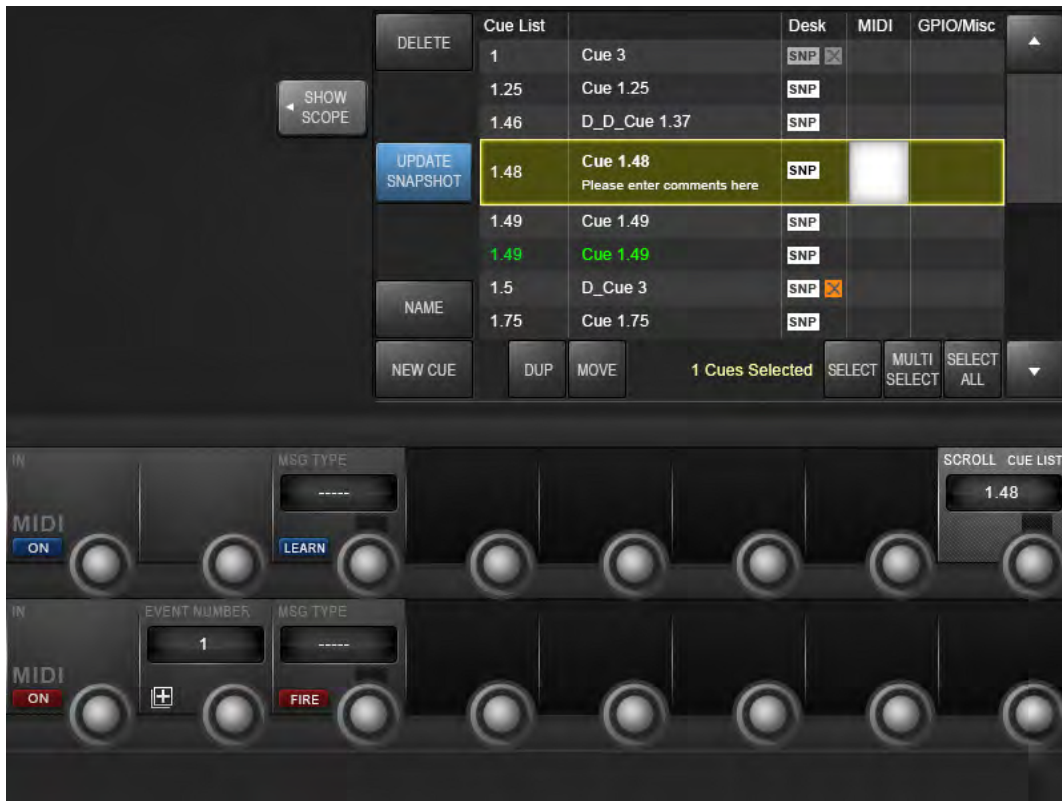 DELETE
SHOW
SCOPE
UPDATE
SNAPSHOT
NAME
NEW CUE
Cue List Desk MIDI GPIO/Misc
1 Cue 3 SNP
1.25 Cue 1.25 SNP
1.46 D_D_Cue 1.37 SNP
1.48 Cue 1.48 SNP
Please enter comments here
1.49 Cue 1.49 SNP
1.49 Cue 1.49 SNP
1.5 D_Cue 3 SNP
1.75 Cue 1.75 SNP
DUP MOVE 1 Cues Selected SELECT
MULTI
SELECT
SELECT
ALL
IN MSG TYPE SCROLL CUE LIST
----- 1.48
MIDI
ON LEARN
IN EVENT NUMBER MSG TYPE
1 -----
MIDI
ON FIRE